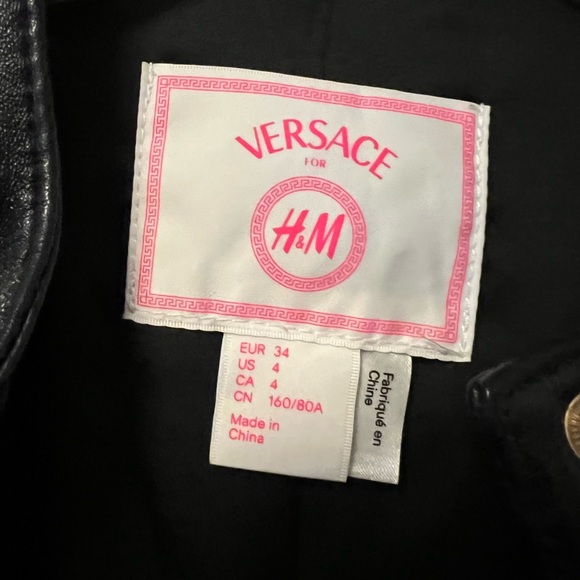 VERSACE
FOR
H&M
EUR 34
US 4
CA 4
CN 160/80A
Made in
China
Fabriqué en
Chine